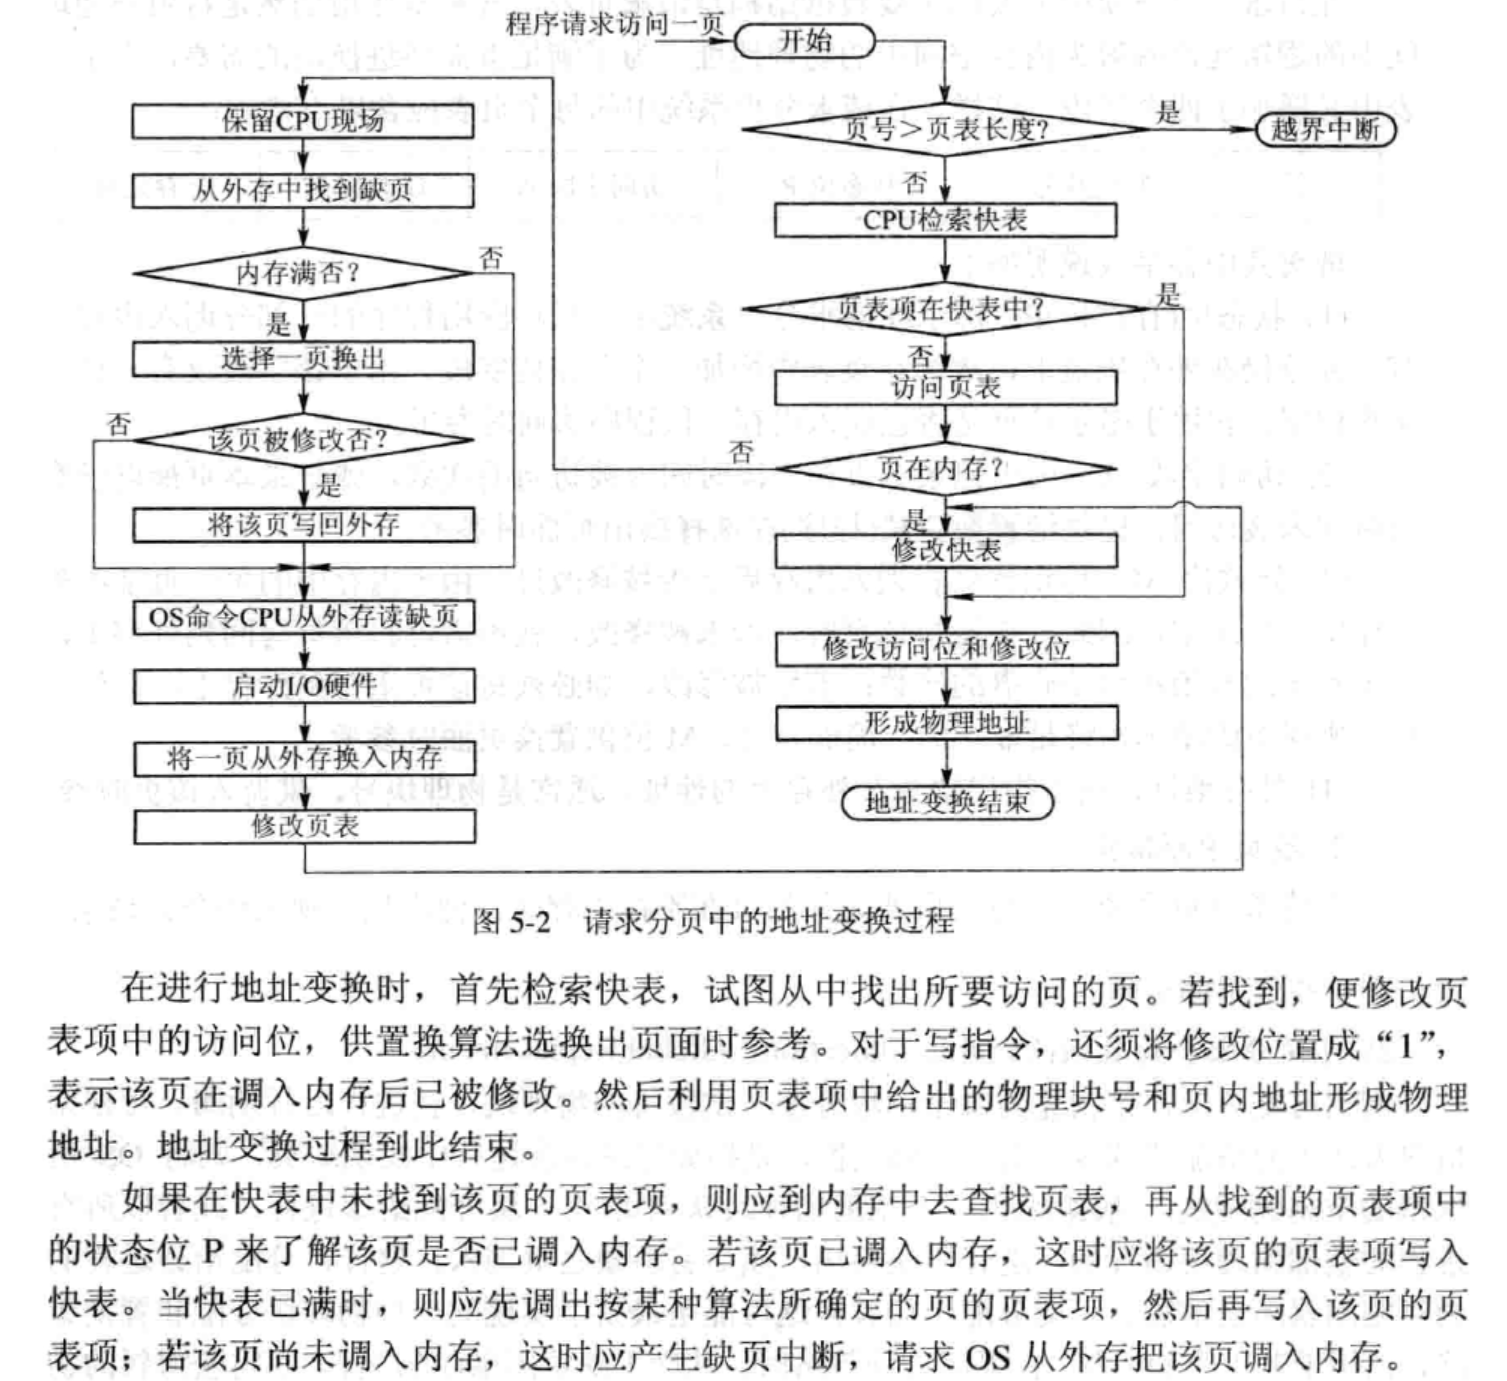 程序请求访问一页
开始
保留CPU现场
从外存中找到缺页
内存满否?
否
是
选择一页换出
否
该页被修改否?
是
将该页写回外存
OS命令CPU从外存读缺页
启动I/O硬件
将一页从外存换入内存
修改页表
页号＞页表长度?
是
越界中断
否
CPU检索快表
页表项在快表中?
是
否
访问页表
否
页在内存?
是
修改快表
修改访问位和修改位
形成物理地址
地址变换结束
图 5-2 请求分页中的地址变换过程
在进行地址变换时，首先检索快表，试图从中找出所要访问的页。若找到，便修改页
表项中的访问位，供置换算法选换出页面时参考。对于写指令，还须将修改位置成“1”，
表示该页在调入内存后已被修改。然后利用页表项中给出的物理块号和页内地址形成物理
地址。地址变换过程到此结束。
如果在快表中未找到该页的页表项，则应到内存中去查找页表，再从找到的页表项中
的状态位 P 来了解该页是否已调入内存。若该页已调入内存，这时应将该页的页表项写入
快表。当快表已满时，则应先调出按某种算法所确定的页的页表项，然后再写入该页的页
表项；若该页尚未调入内存，这时应产生缺页中断，请求 OS 从外存把该页调入内存。